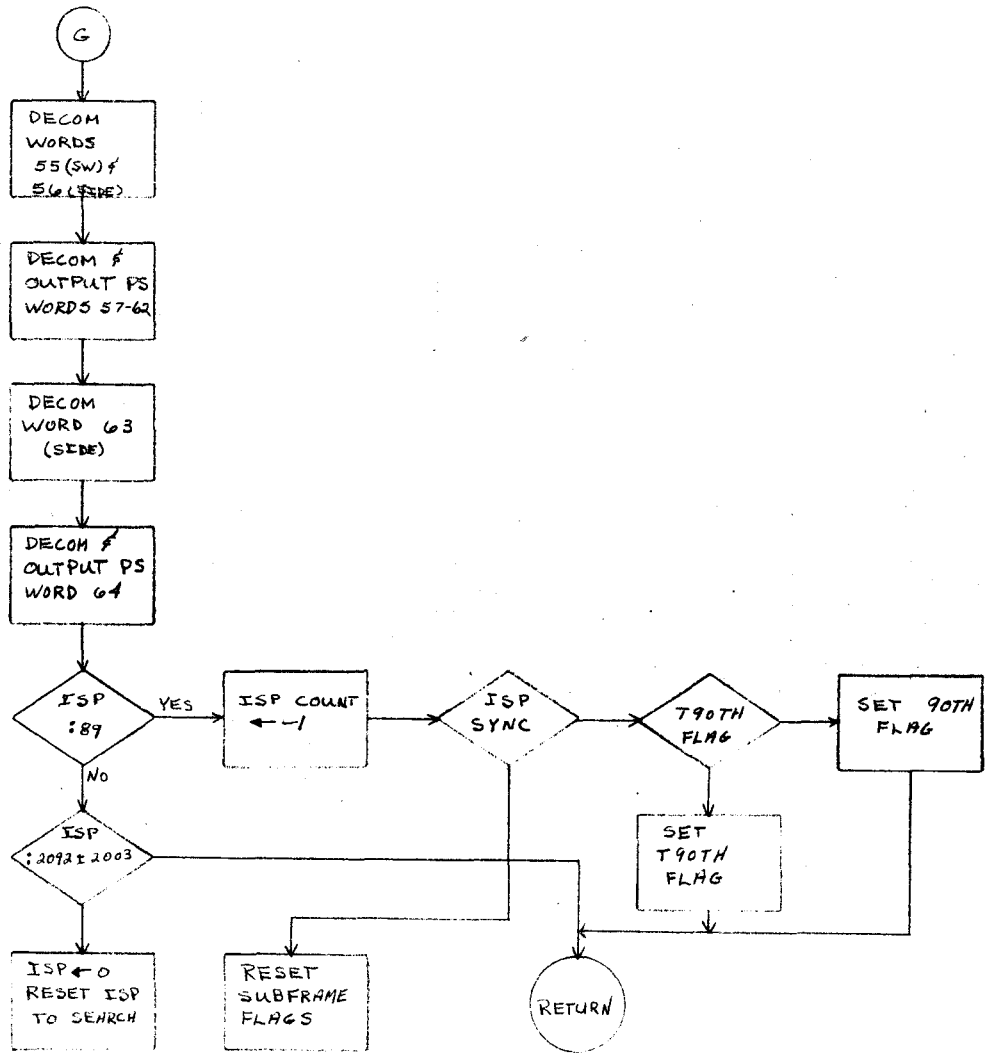 G
DECOM
WORDS
55 (SW) &
56 (SIDE)
DECOM &
OUTPUT PS
WORDS 57-62
DECOM
WORD 63
(SIDE)
DECOM &
OUTPUT PS
WORD 64
ISP
:89
YES
NO
ISP COUNT
← -1
ISP
SYNC
T90TH
FLAG
SET 90TH
FLAG
ISP
:2092±2003
SET
T90TH
FLAG
ISP ← 0
RESET ISP
TO SEARCH
RESET
SUBFRAME
FLAGS
RETURN